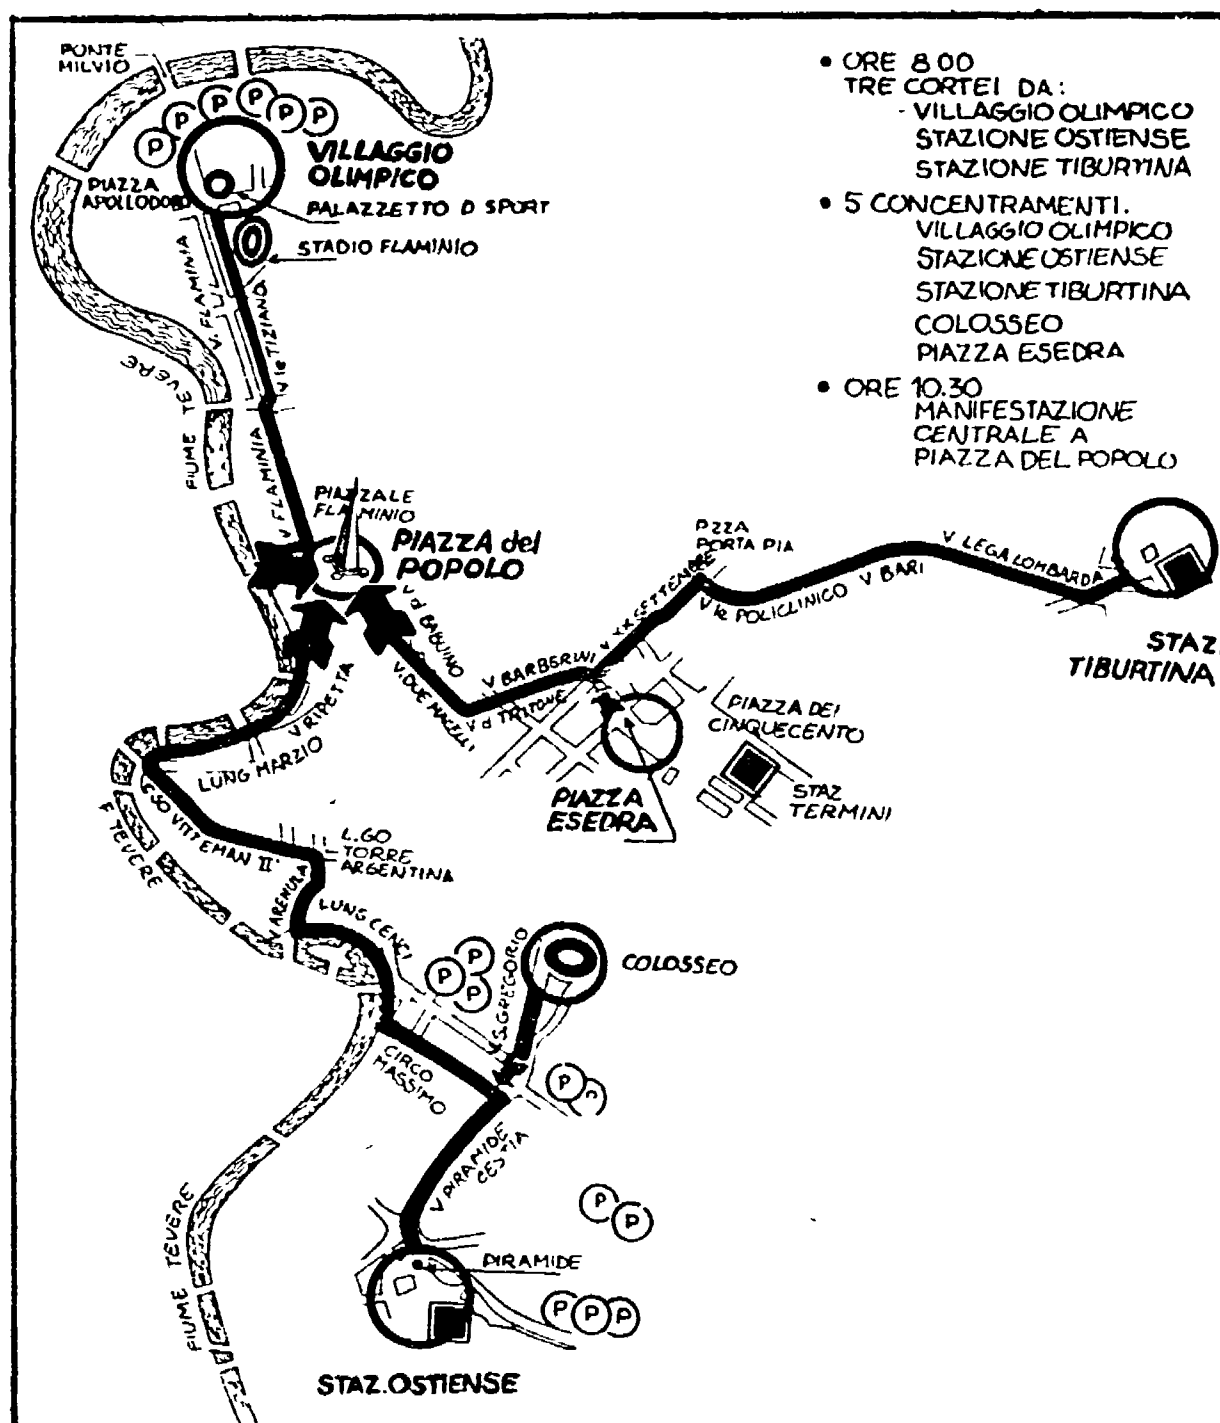 PONTE
MILVIO
P
P
P
P
P
P
VILLAGGIO
OLIMPICO
PIAZZA
APOLLODORO
PALAZZETTO D SPORT
STADIO FLAMINIO
V. FLAMINIA
V le TIZIANO
FIUME TEVERE
V FLAMINIA
PIAZZALE
FLAMINIO
PIAZZA del
POPOLO
• ORE 8 00
TRE CORTEI DA:
- VILLAGGIO OLIMPICO
STAZIONE OSTIENSE
STAZIONE TIBURTINA
• 5 CONCENTRAMENTI.
VILLAGGIO OLIMPICO
STAZIONE OSTIENSE
STAZIONE TIBURTINA
COLOSSEO
PIAZZA ESEDRA
• ORE 10.30
MANIFESTAZIONE
CENTRALE A
PIAZZA DEL POPOLO
P.ZZA
PORTA PIA
V LEGA LOMBARDA
V BARI
V le POLICLINICO
V XX SETTEMBRE
STAZ.
TIBURTINA
V d BABUINO
V. DUE MACELLI
V BARBERINI
V d TRITONE
PIAZZA DEI
CINQUECENTO
STAZ
TERMINI
PIAZZA
ESEDRA
V RIPETTA
LUNG MARZIO
C.SO VITT EMAN II°
F TEVERE
L.GO
TORRE
ARGENTINA
V ARENULA
LUNG CENCI
P
P
P
V S. GREGORIO
COLOSSEO
CIRCO
MASSIMO
P
P
V PIRAMIDE
CESTIA
P
P
PIRAMIDE
P
P
P
FIUME TEVERE
STAZ. OSTIENSE